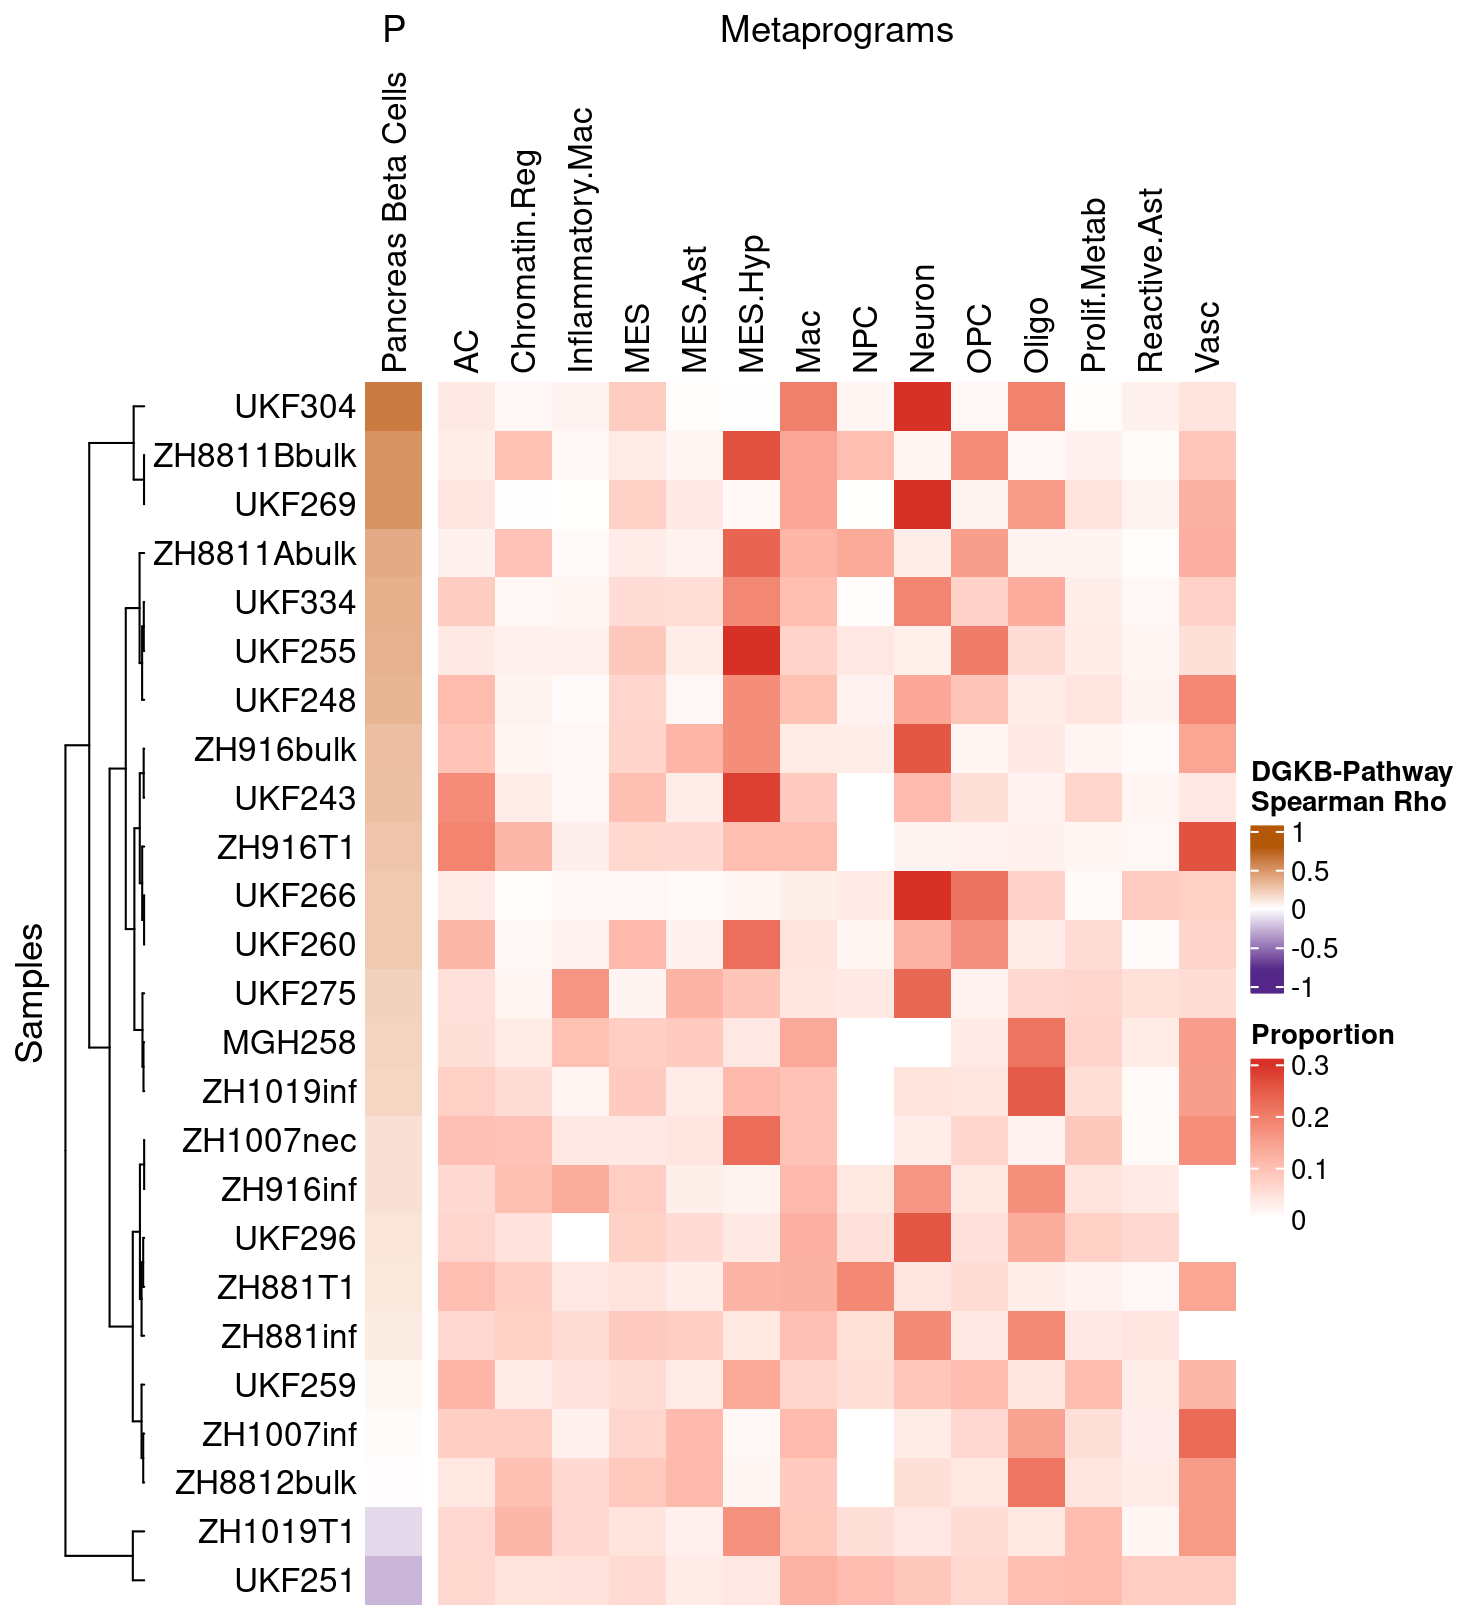 P
Metaprograms
Pancreas Beta Cells
AC
Chromatin.Reg
Inflammatory.Mac
MES
MES.Ast
MES.Hyp
Mac
NPC
Neuron
OPC
Oligo
Prolif.Metab
Reactive.Ast
Vasc
Samples
UKF304
ZH8811Bbulk
UKF269
ZH8811Abulk
UKF334
UKF255
UKF248
ZH916bulk
UKF243
ZH916T1
UKF266
UKF260
UKF275
MGH258
ZH1019inf
ZH1007nec
ZH916inf
UKF296
ZH881T1
ZH881inf
UKF259
ZH1007inf
ZH8812bulk
ZH1019T1
UKF251
DGKB-Pathway
Spearman Rho
1
0.5
0
-0.5
-1
Proportion
0.3
0.2
0.1
0